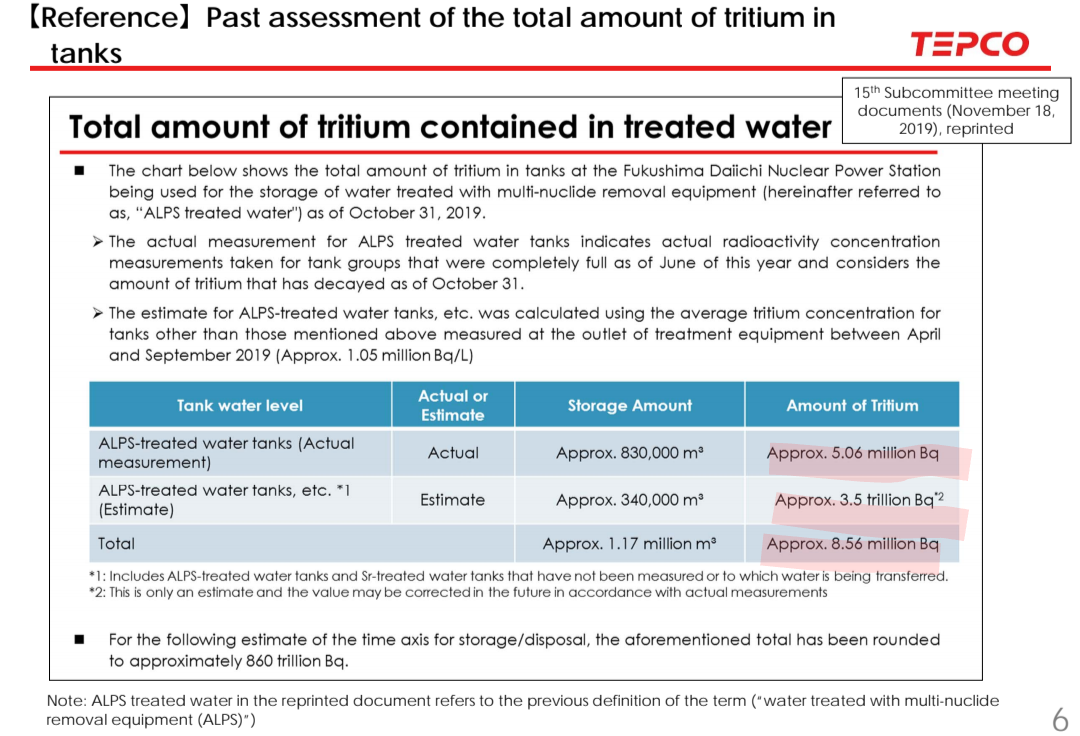 【Reference】Past assessment of the total amount of tritium in
tanks
TEPCO
15th Subcommittee meeting
documents (November 18,
2019), reprinted
Total amount of tritium contained in treated water
■ The chart below shows the total amount of tritium in tanks at the Fukushima Daiichi Nuclear Power Station
being used for the storage of water treated with multi-nuclide removal equipment (hereinafter referred to
as, “ALPS treated water") as of October 31, 2019.
➢ The actual measurement for ALPS treated water tanks indicates actual radioactivity concentration
measurements taken for tank groups that were completely full as of June of this year and considers the
amount of tritium that has decayed as of October 31.
➢ The estimate for ALPS-treated water tanks, etc. was calculated using the average tritium concentration for
tanks other than those mentioned above measured at the outlet of treatment equipment between April
and September 2019 (Approx. 1.05 million Bq/L)
Tank water level Actual or Estimate Storage Amount Amount of Tritium
ALPS-treated water tanks (Actual measurement) Actual Approx. 830,000 m³ Approx. 5.06 million Bq
ALPS-treated water tanks, etc. *1 (Estimate) Estimate Approx. 340,000 m³ Approx. 3.5 trillion Bq*2
Total Approx. 1.17 million m³ Approx. 8.56 million Bq
*1: Includes ALPS-treated water tanks and Sr-treated water tanks that have not been measured or to which water is being transferred.
*2: This is only an estimate and the value may be corrected in the future in accordance with actual measurements
■ For the following estimate of the time axis for storage/disposal, the aforementioned total has been rounded
to approximately 860 trillion Bq.
Note: ALPS treated water in the reprinted document refers to the previous definition of the term (“water treated with multi-nuclide
removal equipment (ALPS)”)
6